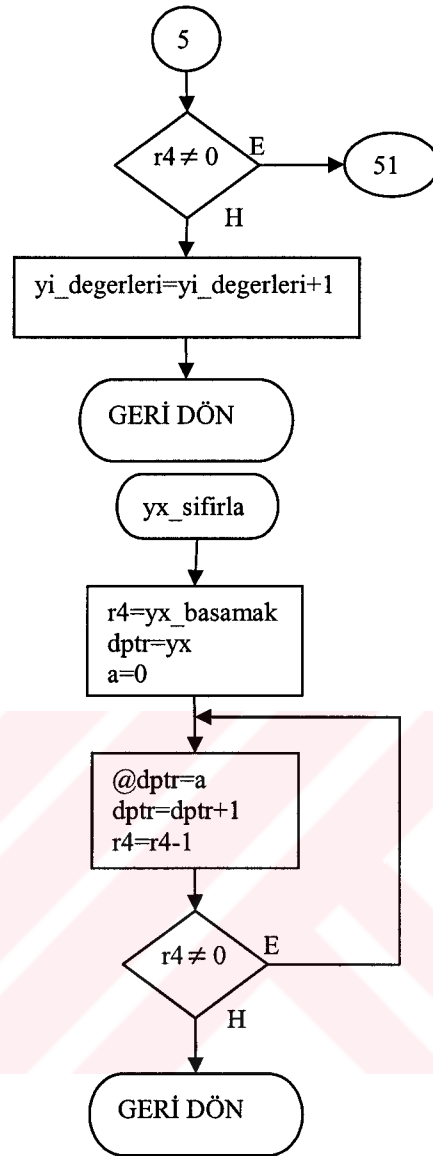 5
r4 ≠ 0
E
51
H
yi_degerleri=yi_degerleri+1
GERİ DÖN
yx_sifirla
r4=yx_basamak
dptr=yx
a=0
@dptr=a
dptr=dptr+1
r4=r4-1
r4 ≠ 0
E
H
GERİ DÖN